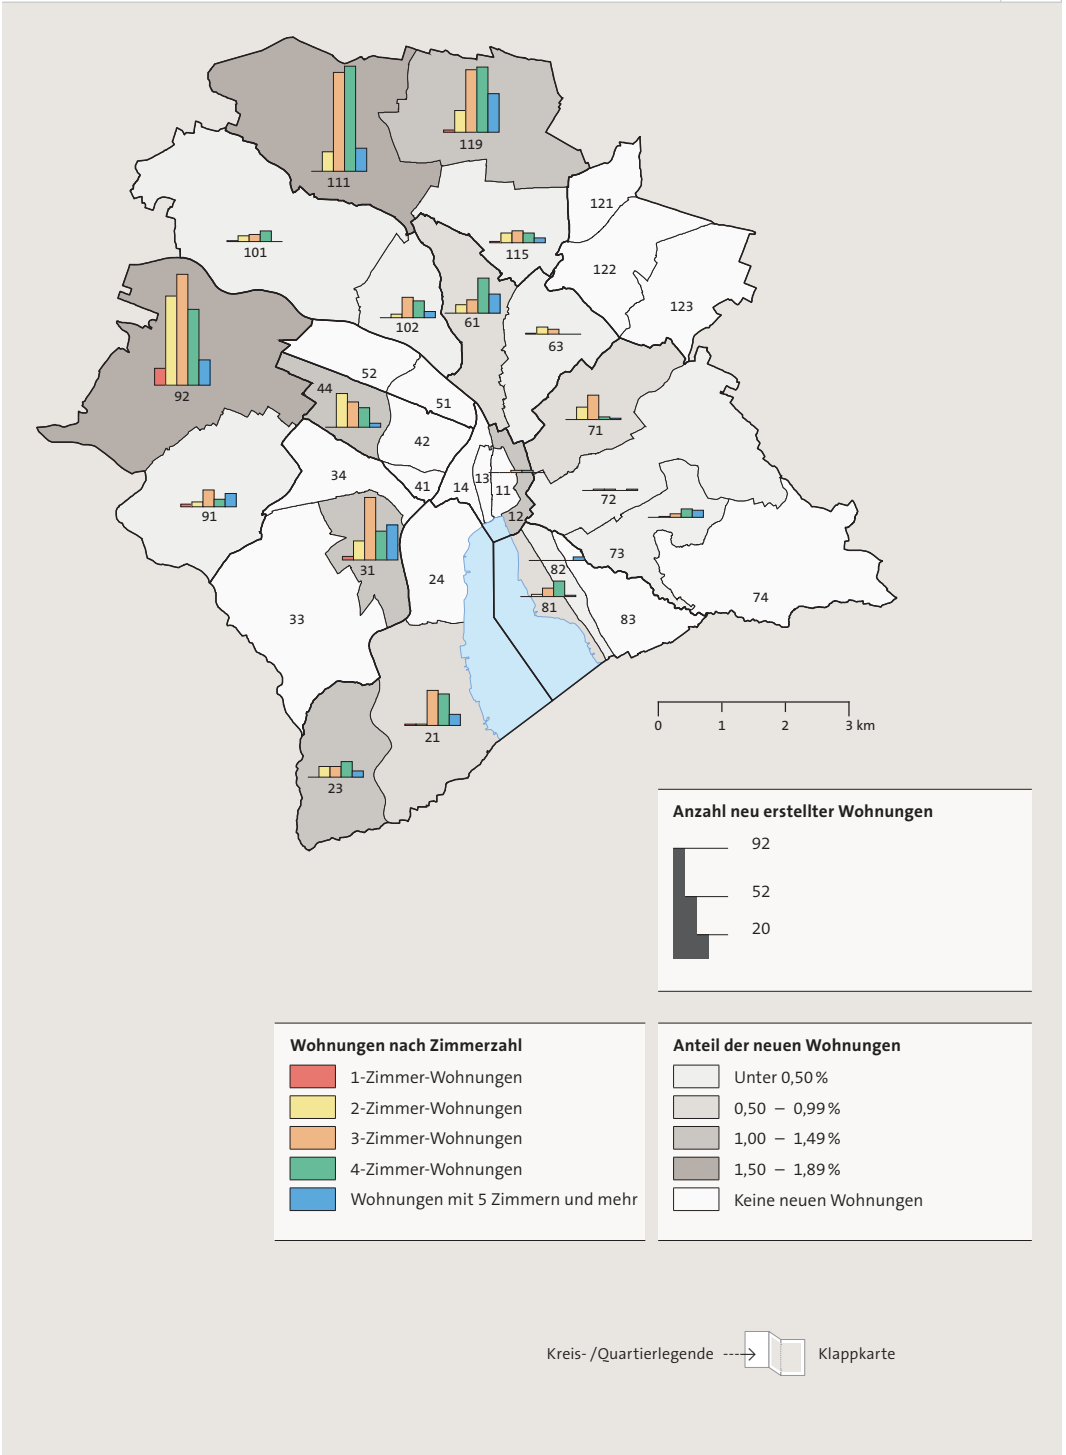 119
111
121
101
115
122
123
102
61
63
52
44
51
92
71
42
34
13
41
14
11
72
91
12
73
31
82
24
74
81
33
83
21
23
0 1 2 3 km
Anzahl neu erstellter Wohnungen
92
52
20
Wohnungen nach Zimmerzahl
1-Zimmer-Wohnungen
2-Zimmer-Wohnungen
3-Zimmer-Wohnungen
4-Zimmer-Wohnungen
Wohnungen mit 5 Zimmern und mehr
Anteil der neuen Wohnungen
Unter 0,50 %
0,50 – 0,99 %
1,00 – 1,49 %
1,50 – 1,89 %
Keine neuen Wohnungen
Kreis- /Quartierlegende
Klappkarte